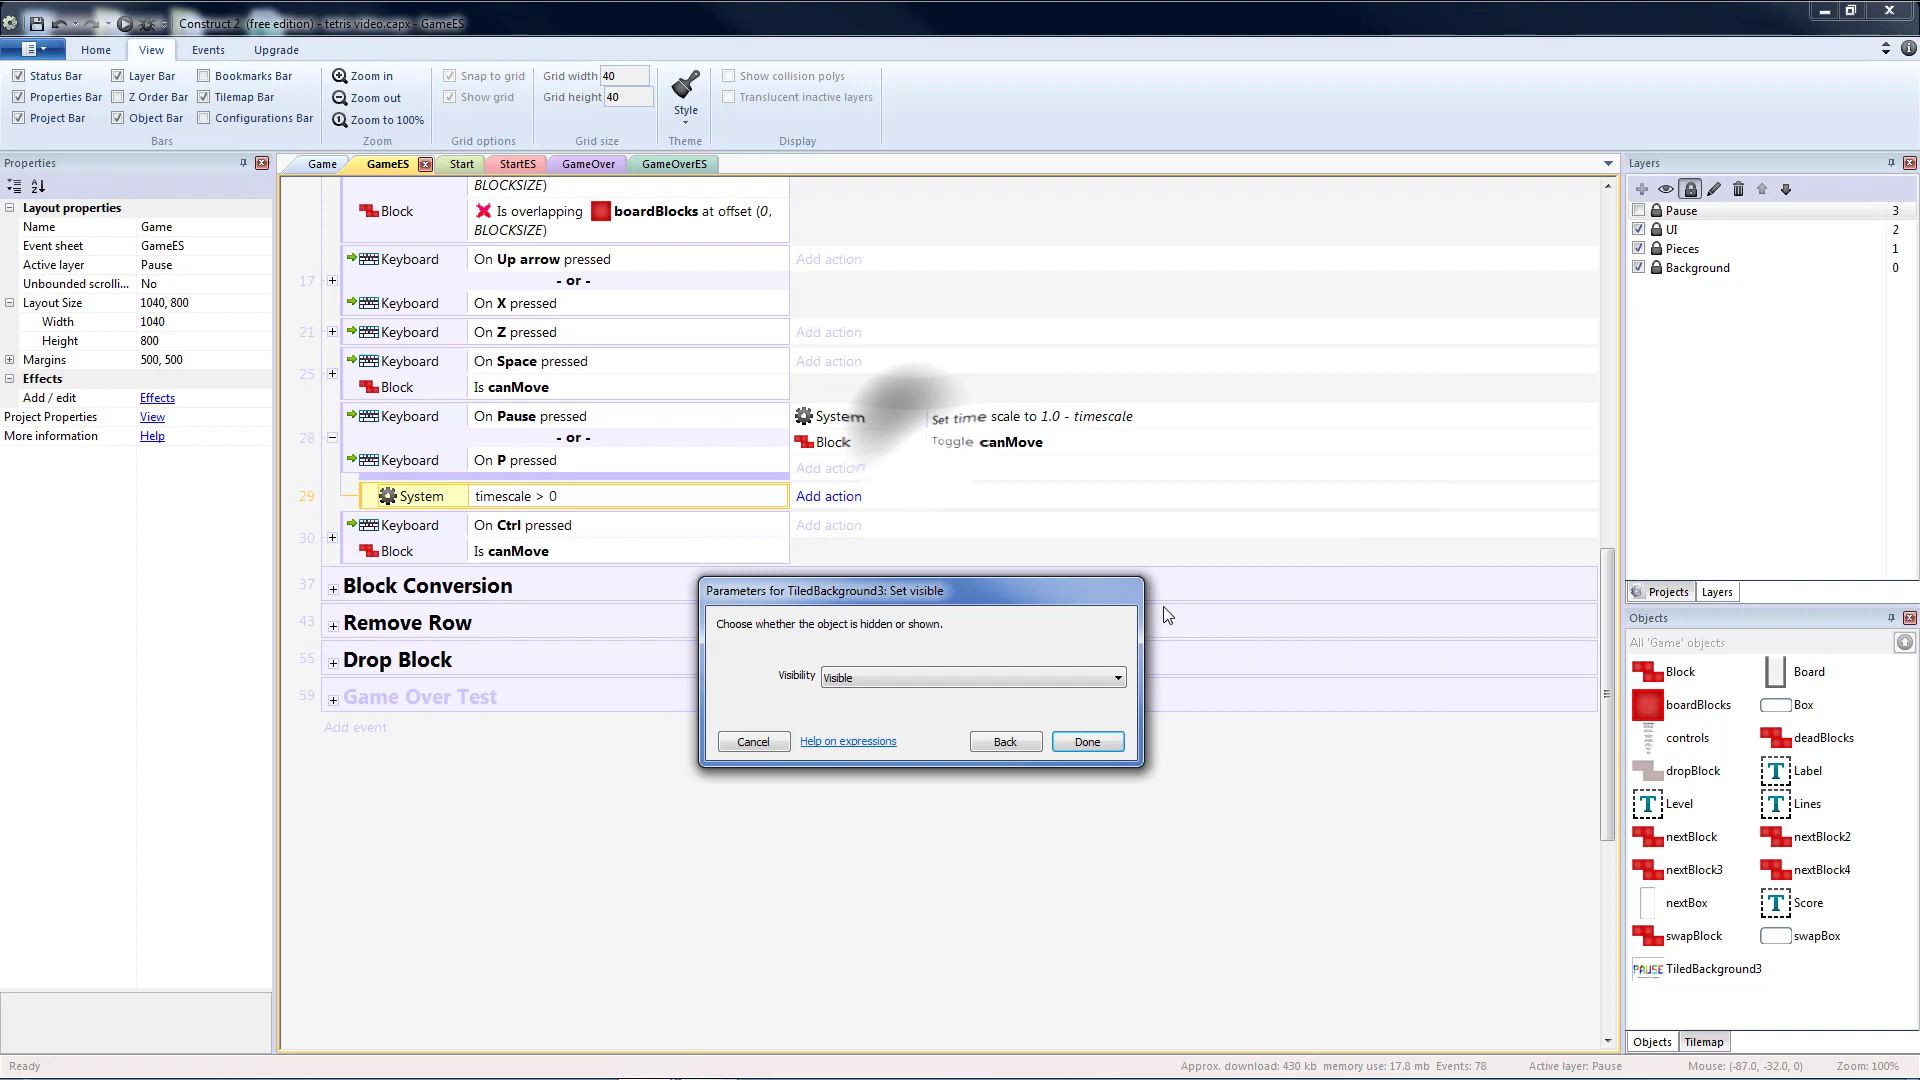 Construct 2 (free edition) - tetris video.capx - GameES
Home View Events Upgrade
Status Bar Layer Bar Bookmarks Bar Zoom in Snap to grid Grid width 40 Show collision polys
Properties Bar Z Order Bar Tilemap Bar Zoom out Show grid Grid height 40 Style Translucent inactive layers
Project Bar Object Bar Configurations Bar Zoom to 100%
Bars Zoom Grid options Grid size Theme Display
Properties
Layout properties
Name Game
Event sheet GameES
Active layer Pause
Unbounded scrolli... No
Layout Size 1040, 800
Width 1040
Height 800
Margins 500, 500
Effects
Add / edit Effects
Project Properties View
More information Help
Game GameES Start StartES GameOver GameOverES
BLOCKSIZE)
Block Is overlapping boardBlocks at offset (0,
BLOCKSIZE)
Keyboard On Up arrow pressed Add action
17 - or -
Keyboard On X pressed
21 Keyboard On Z pressed Add action
Keyboard On Space pressed Add action
25
Block Is canMove
Keyboard On Pause pressed System Set time scale to 1.0 - timescale
28 - or - Block Toggle canMove
Keyboard On P pressed Add action
29 System timescale > 0 Add action
Keyboard On Ctrl pressed Add action
30
Block Is canMove
37 Block Conversion
43 Remove Row
55 Drop Block
59 Game Over Test
Add event
Parameters for TiledBackground3: Set visible
Choose whether the object is hidden or shown.
Visibility Visible
Cancel Help on expressions Back Done
Layers
Pause 3
UI 2
Pieces 1
Background 0
Projects Layers
Objects
All 'Game' objects
Block Board
boardBlocks Box
controls deadBlocks
dropBlock T Label
T Level T Lines
nextBlock nextBlock2
nextBlock3 nextBlock4
nextBox T Score
swapBlock swapBox
PAUSE TiledBackground3
Objects Tilemap
Ready Approx. download: 430 kb memory use: 17.8 mb Events: 78 Active layer: Pause Mouse: (-87.0, -32.0, 0) Zoom: 100%